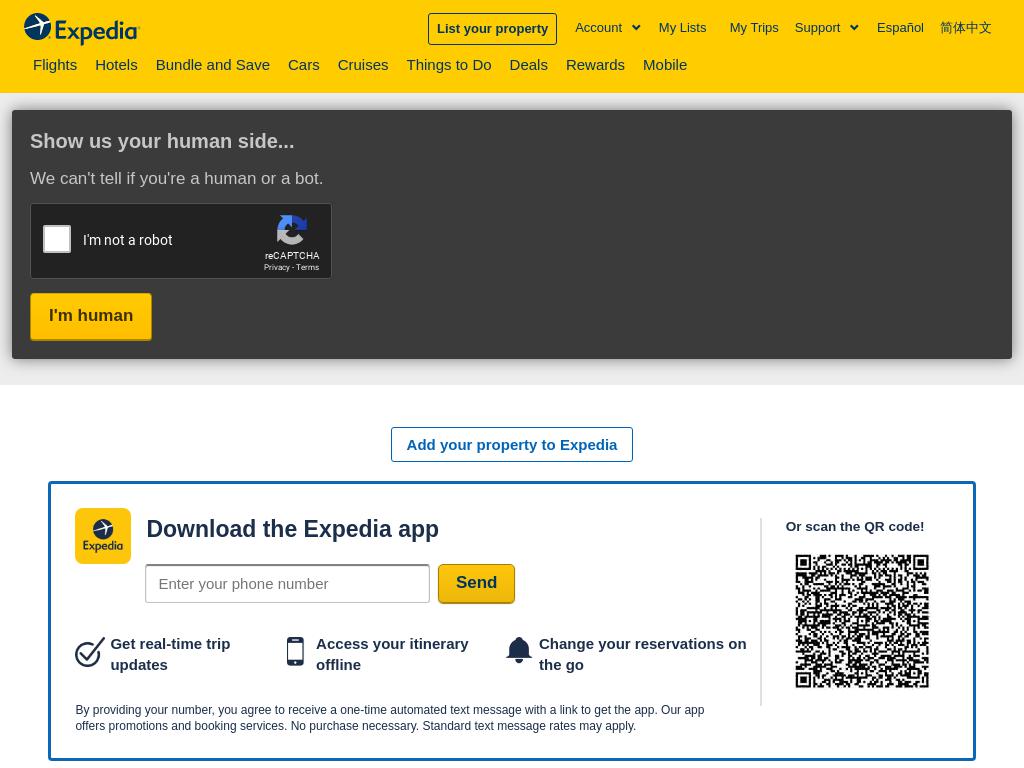 Expedia
List your property
Account
My Lists
My Trips
Support
Español
简体中文
Flights
Hotels
Bundle and Save
Cars
Cruises
Things to Do
Deals
Rewards
Mobile
Show us your human side...
We can't tell if you're a human or a bot.
I'm not a robot
reCAPTCHA
Privacy - Terms
I'm human
Add your property to Expedia
Expedia
Download the Expedia app
Enter your phone number
Send
Get real-time trip
updates
Access your itinerary
offline
Change your reservations on
the go
By providing your number, you agree to receive a one-time automated text message with a link to get the app. Our app
offers promotions and booking services. No purchase necessary. Standard text message rates may apply.
Or scan the QR code!